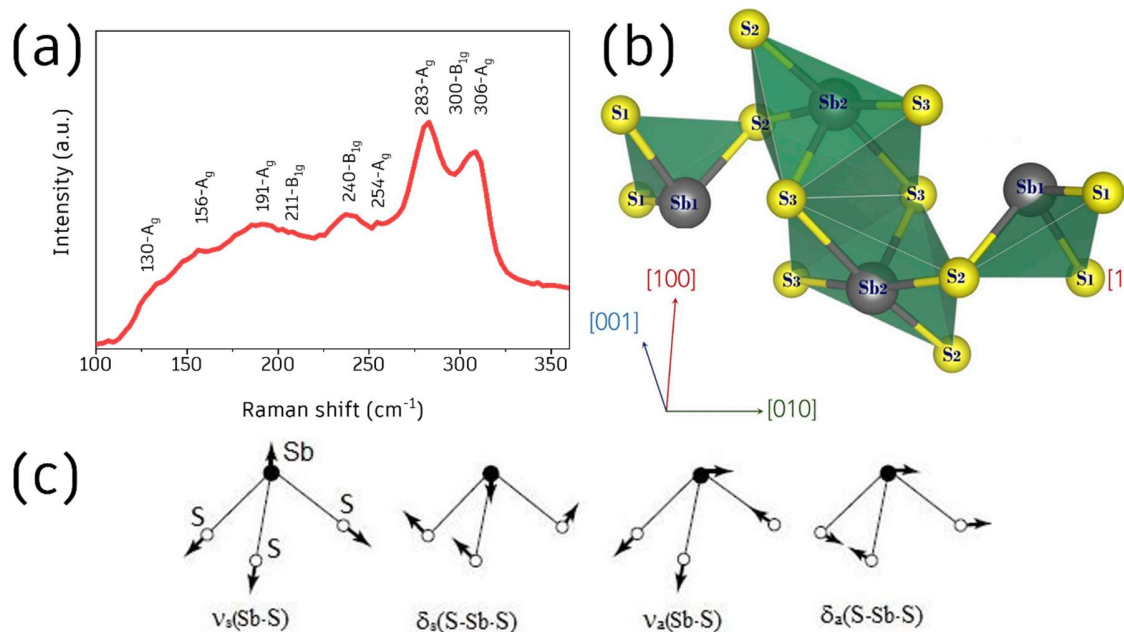 (a)
Intensity (a.u.)
130-Ag
156-Ag
191-Ag
211-B1g
240-B1g
254-Ag
283-Ag
300-B1g
306-Ag
100 150 200 250 300 350
Raman shift (cm-1)
(b)
S2
Sb2
S3
S1
S2
S1
Sb1
S3
S3
Sb1
S1
S3
Sb2
S2
S1
[1
S2
[100]
[001]
[010]
(c)
Sb
S
S
S
νs(Sb-S)
δs(S-Sb-S)
νa(Sb-S)
δa(S-Sb-S)